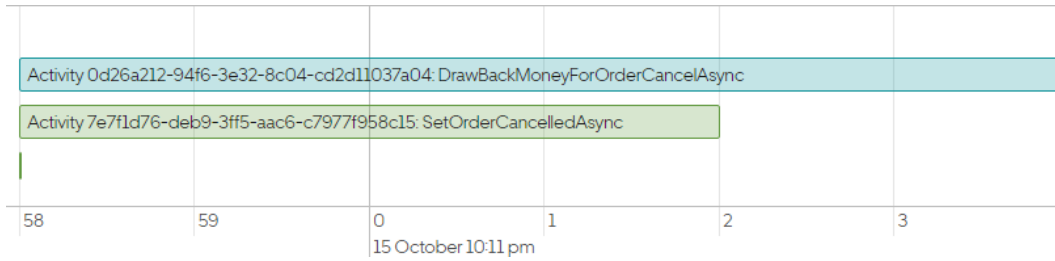 Activity 0d26a212-94f6-3e32-8c04-cd2d11037a04: DrawBackMoneyForOrderCancelAsync
Activity 7e7f1d76-deb9-3ff5-aac6-c7977f958c15: SetOrderCancelledAsync
58 59 0 1 2 3
15 October 10:11 pm